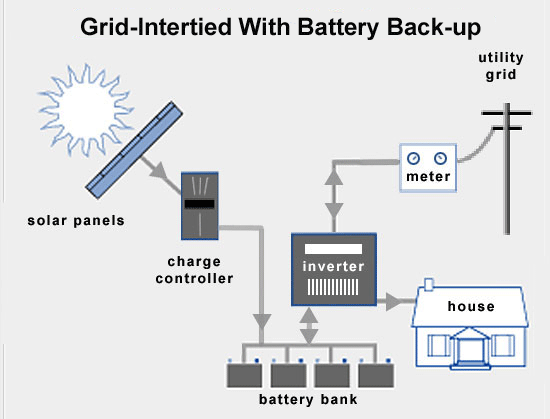 Grid-Intertied With Battery Back-up
utility
grid
meter
solar panels
charge
controller
inverter
house
battery bank